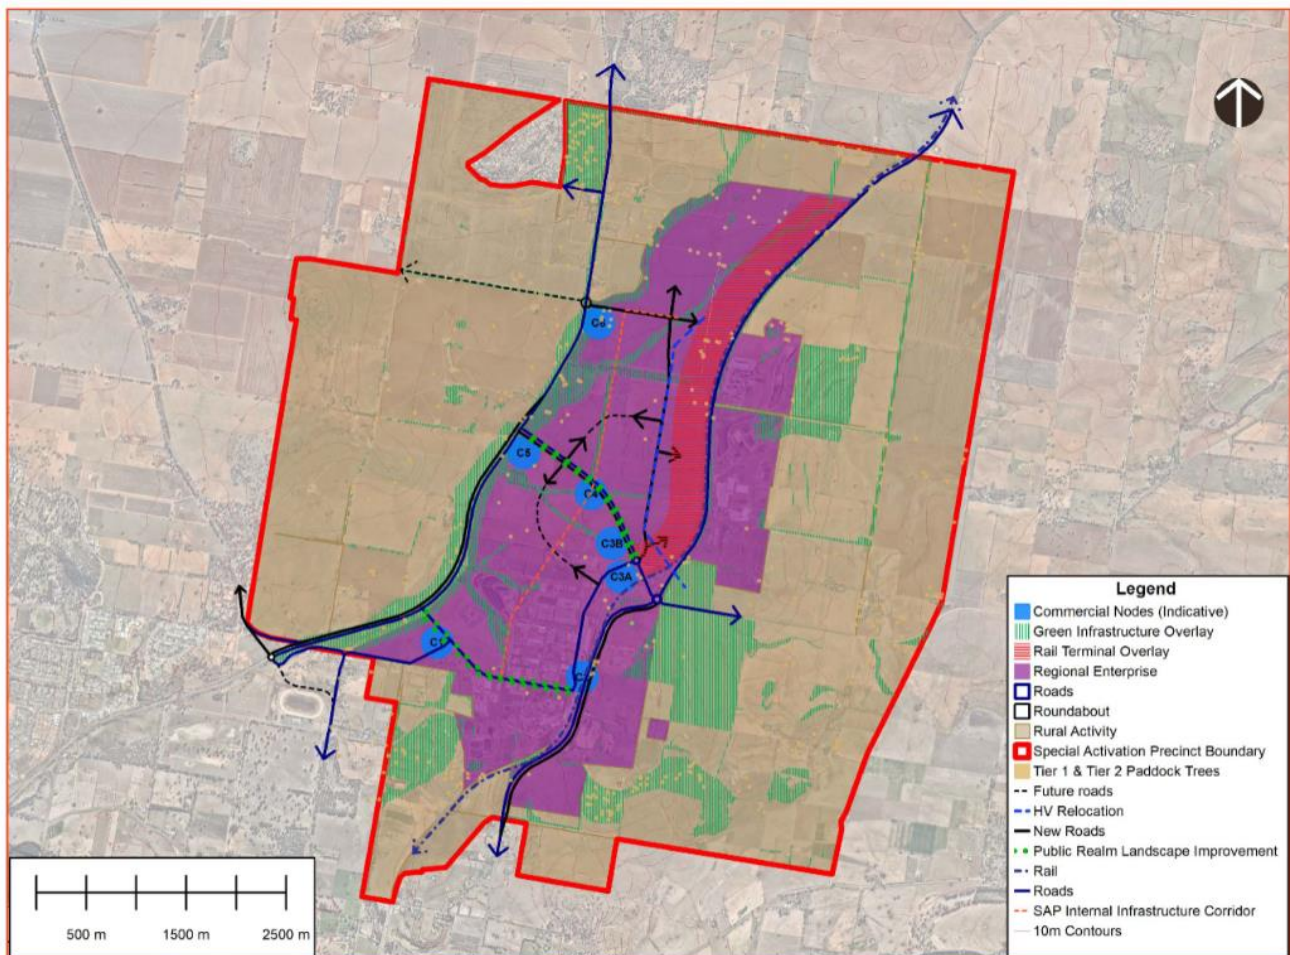 C6
C5
C4
C3B
C3A
C1
Legend
Commercial Nodes (Indicative)
Green Infrastructure Overlay
Rail Terminal Overlay
Regional Enterprise
Roads
Roundabout
Rural Activity
Special Activation Precinct Boundary
Tier 1 & Tier 2 Paddock Trees
Future roads
HV Relocation
New Roads
Public Realm Landscape Improvement
Rail
Roads
SAP Internal Infrastructure Corridor
10m Contours
500 m 1500 m 2500 m